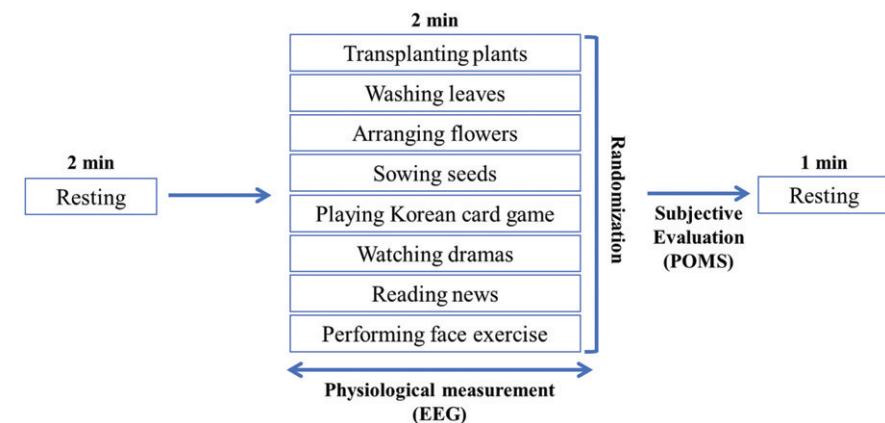 2 min
Resting
2 min
Transplanting plants
Washing leaves
Arranging flowers
Sowing seeds
Playing Korean card game
Watching dramas
Reading news
Performing face exercise
Physiological measurement
(EEG)
Randomization
Subjective
Evaluation
(POMS)
1 min
Resting